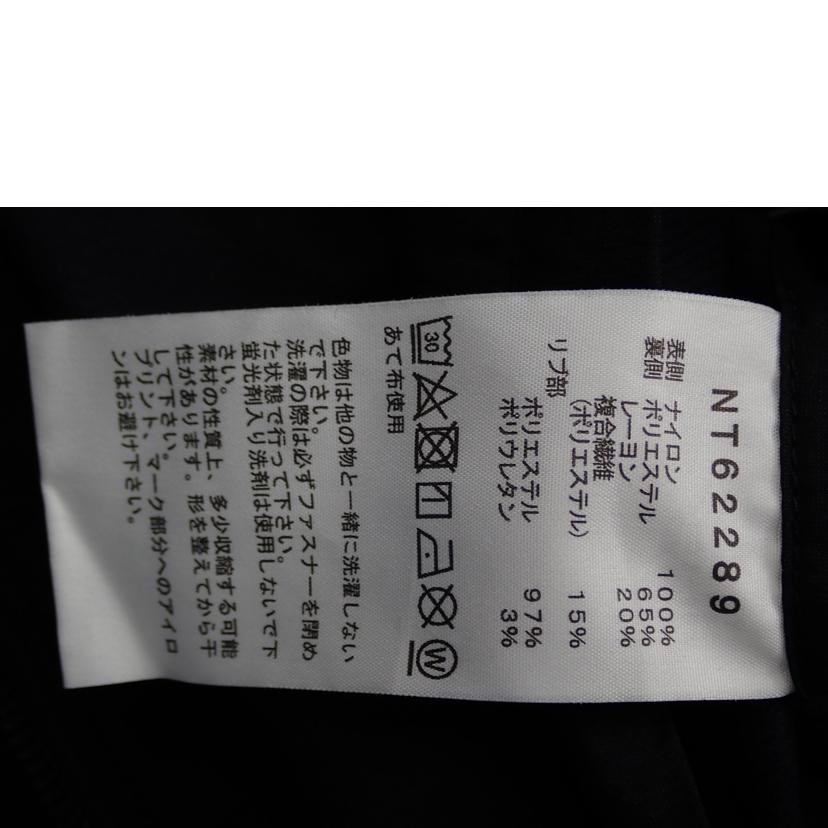 NT62289
表側 ナイロン 100%
裏側 ポリエステル 65%
レーヨン 20%
複合繊維
(ポリエステル) 15%
リブ部
ポリエステル 97%
ポリウレタン 3%
30 W
あて布使用
色物は他の物と一緒に洗濯しない
で下さい。
洗濯の際は必ずファスナーを閉め
た状態で行って下さい。
蛍光剤入り洗剤は使用しないで下
さい。
素材の性質上、多少収縮する可能
性があります。形を整えてから干
して下さい。
プリント、マーク部分へのアイロ
ンはお避け下さい。